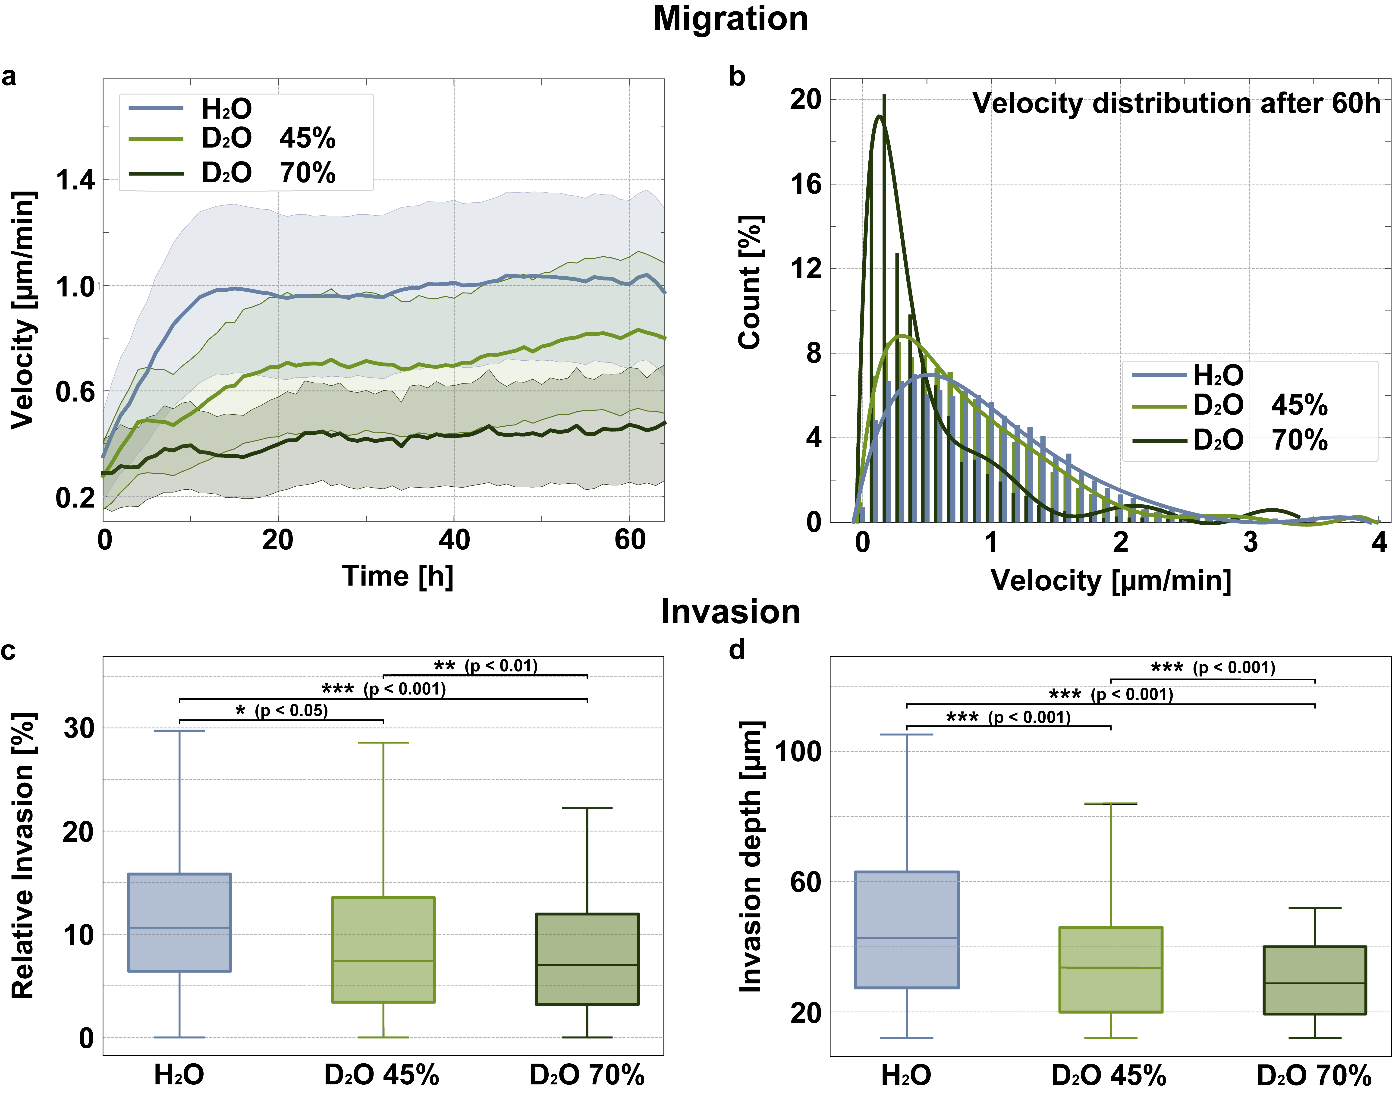 Migration
a
H₂O
D₂O 45%
D₂O 70%
1.4
1.0
0.6
0.2
Velocity [µm/min]
0 20 40 60
Time [h]
b
Velocity distribution after 60h
20
16
12
8
4
0
Count [%]
H₂O
D₂O 45%
D₂O 70%
0 1 2 3 4
Velocity [µm/min]
Invasion
c
** (p < 0.01)
*** (p < 0.001)
* (p < 0.05)
30
20
10
0
Relative Invasion [%]
H₂O D₂O 45% D₂O 70%
d
*** (p < 0.001)
*** (p < 0.001)
*** (p < 0.001)
100
60
20
Invasion depth [µm]
H₂O D₂O 45% D₂O 70%